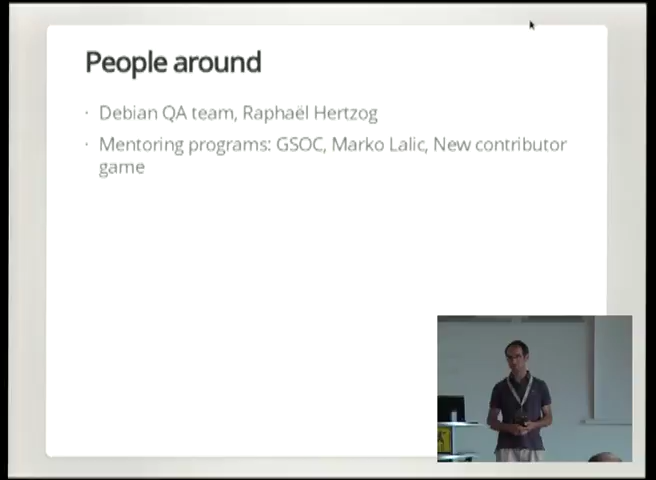 People around
· Debian QA team, Raphaël Hertzog
· Mentoring programs: GSOC, Marko Lalic, New contributor
game